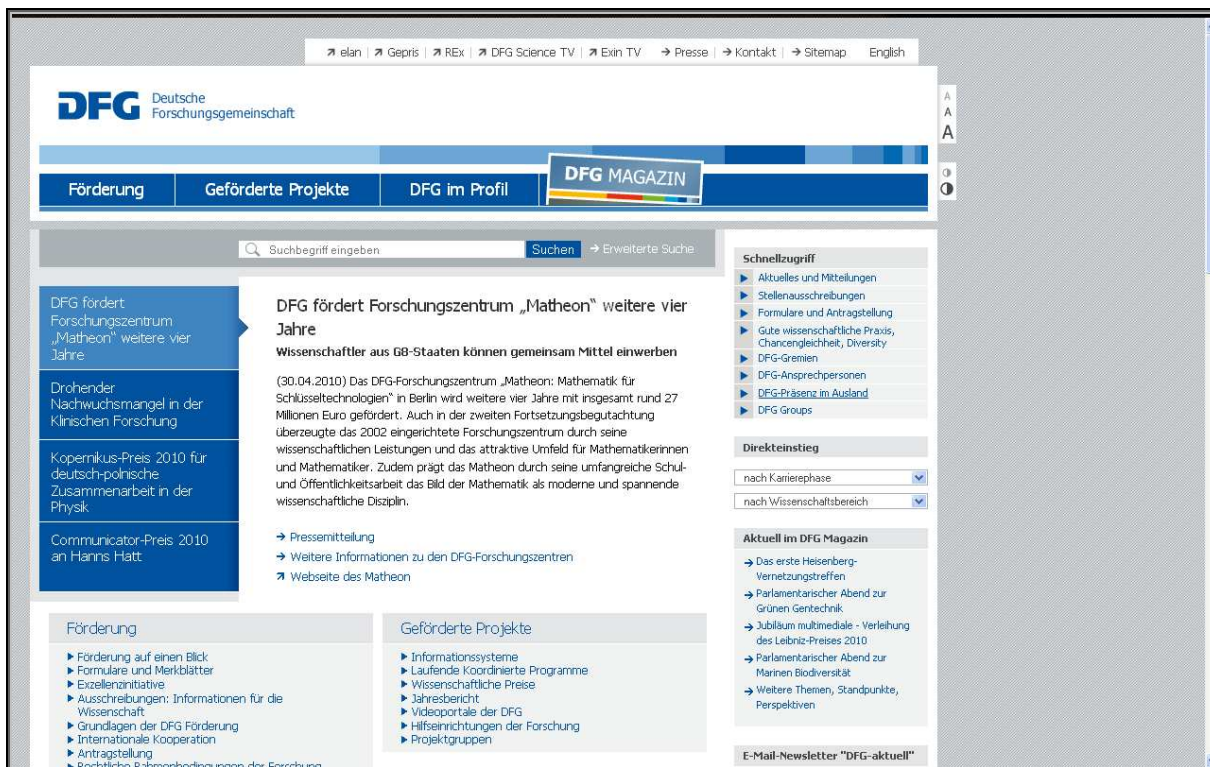 elan | Gepris | REx | DFG Science TV | Exin TV → Presse | → Kontakt | → Sitemap English
DFG Deutsche
Forschungsgemeinschaft
A
A
A
Förderung
Geförderte Projekte
DFG im Profil
DFG MAGAZIN
Suchbegriff eingeben
Suchen
→ Erweiterte Suche
DFG fördert
Forschungszentrum
„Matheon“ weitere vier
Jahre
Drohender
Nachwuchsmangel in der
Klinischen Forschung
Kopernikus-Preis 2010 für
deutsch-polnische
Zusammenarbeit in der
Physik
Communicator-Preis 2010
an Hanns Hatt
DFG fördert Forschungszentrum „Matheon“ weitere vier
Jahre
Wissenschaftler aus G8-Staaten können gemeinsam Mittel einwerben
(30.04.2010) Das DFG-Forschungszentrum „Matheon: Mathematik für
Schlüsseltechnologien“ in Berlin wird weitere vier Jahre mit insgesamt rund 27
Millionen Euro gefördert. Auch in der zweiten Fortsetzungsbegutachtung
überzeugte das 2002 eingerichtete Forschungszentrum durch seine
wissenschaftlichen Leistungen und das attraktive Umfeld für Mathematikerinnen
und Mathematiker. Zudem prägt das Matheon durch seine umfangreiche Schul-
und Öffentlichkeitsarbeit das Bild der Mathematik als moderne und spannende
wissenschaftliche Disziplin.
→ Pressemitteilung
→ Weitere Informationen zu den DFG-Forschungszentren
Webseite des Matheon
Förderung
Förderung auf einen Blick
Formulare und Merkblätter
Exzellenzinitiative
Ausschreibungen: Informationen für die
Wissenschaft
Grundlagen der DFG Förderung
Internationale Kooperation
Antragstellung
Rechtliche Rahmenbedingungen der Forschung
Geförderte Projekte
Informationssysteme
Laufende Koordinierte Programme
Wissenschaftliche Preise
Jahresbericht
Videoportale der DFG
Hilfseinrichtungen der Forschung
Projektgruppen
Schnellzugriff
Aktuelles und Mitteilungen
Stellenausschreibungen
Formulare und Antragstellung
Gute wissenschaftliche Praxis,
Chancengleichheit, Diversity
DFG-Gremien
DFG-Ansprechpersonen
DFG-Präsenz im Ausland
DFG Groups
Direkteinstieg
nach Karrierephase
nach Wissenschaftsbereich
Aktuell im DFG Magazin
→ Das erste Heisenberg-
Vernetzungstreffen
→ Parlamentarischer Abend zur
Grünen Gentechnik
→ Jubiläum multimediale - Verleihung
des Leibniz-Preises 2010
→ Parlamentarischer Abend zur
Marinen Biodiversität
→ Weitere Themen, Standpunkte,
Perspektiven
E-Mail-Newsletter "DFG-aktuell"